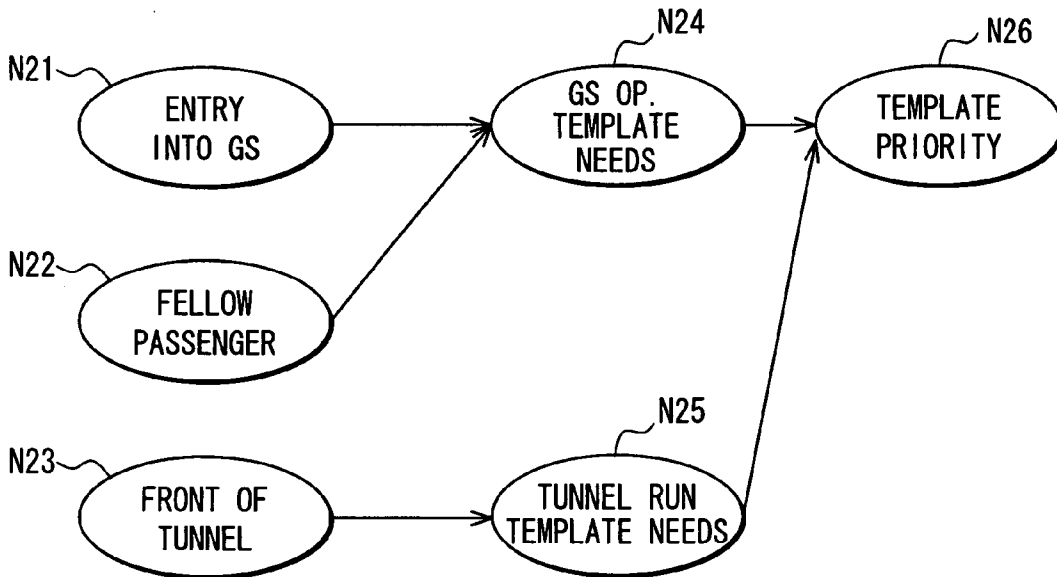 N21
ENTRY
INTO GS
N22
FELLOW
PASSENGER
N23
FRONT OF
TUNNEL
N24
GS OP.
TEMPLATE
NEEDS
N25
TUNNEL RUN
TEMPLATE NEEDS
N26
TEMPLATE
PRIORITY